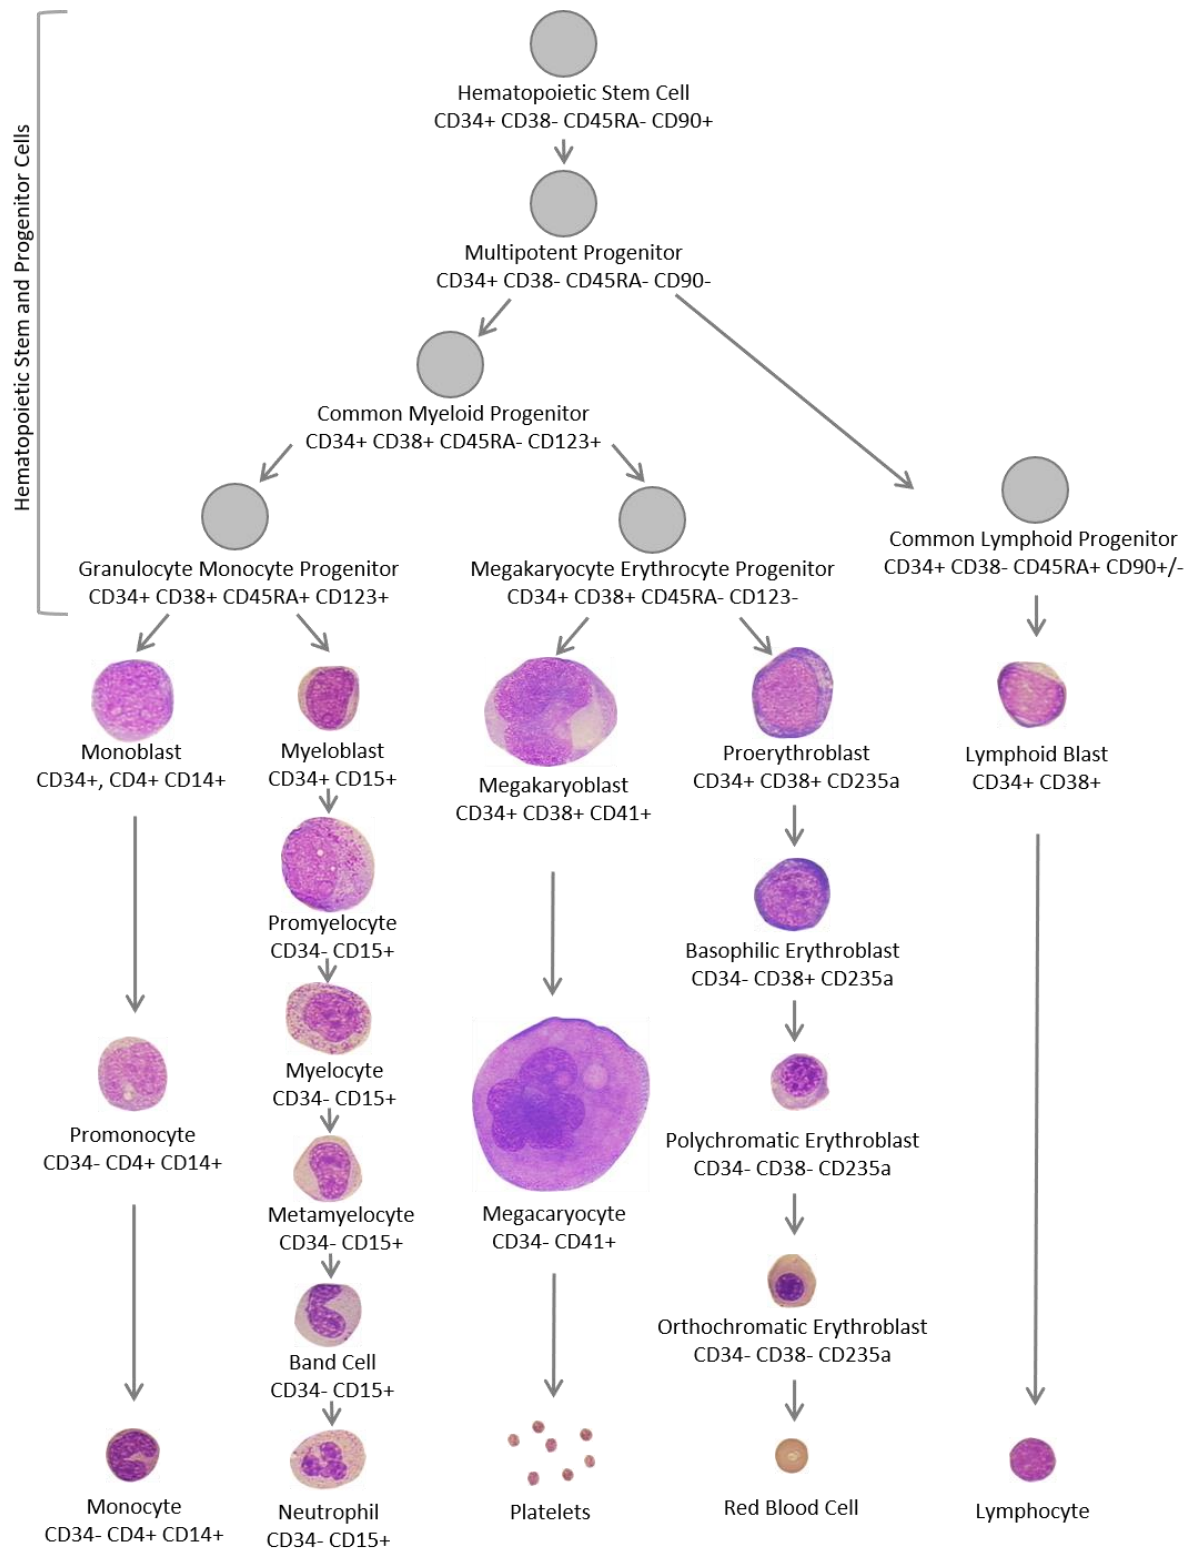 Hematopoietic Stem and Progenitor Cells
Hematopoietic Stem Cell
CD34+ CD38- CD45RA- CD90+
Multipotent Progenitor
CD34+ CD38- CD45RA- CD90-
Common Myeloid Progenitor
CD34+ CD38+ CD45RA- CD123+
Granulocyte Monocyte Progenitor
CD34+ CD38+ CD45RA+ CD123+
Megakaryocyte Erythrocyte Progenitor
CD34+ CD38+ CD45RA- CD123-
Common Lymphoid Progenitor
CD34+ CD38- CD45RA+ CD90+/-
Monoblast
CD34+, CD4+ CD14+
Myeloblast
CD34+ CD15+
Megakaryoblast
CD34+ CD38+ CD41+
Proerythroblast
CD34+ CD38+ CD235a
Lymphoid Blast
CD34+ CD38+
Promyelocyte
CD34- CD15+
Basophilic Erythroblast
CD34- CD38+ CD235a
Myelocyte
CD34- CD15+
Promonocyte
CD34- CD4+ CD14+
Polychromatic Erythroblast
CD34- CD38- CD235a
Metamyelocyte
CD34- CD15+
Megacaryocyte
CD34- CD41+
Orthochromatic Erythroblast
CD34- CD38- CD235a
Band Cell
CD34- CD15+
Monocyte
CD34- CD4+ CD14+
Neutrophil
CD34- CD15+
Platelets
Red Blood Cell
Lymphocyte